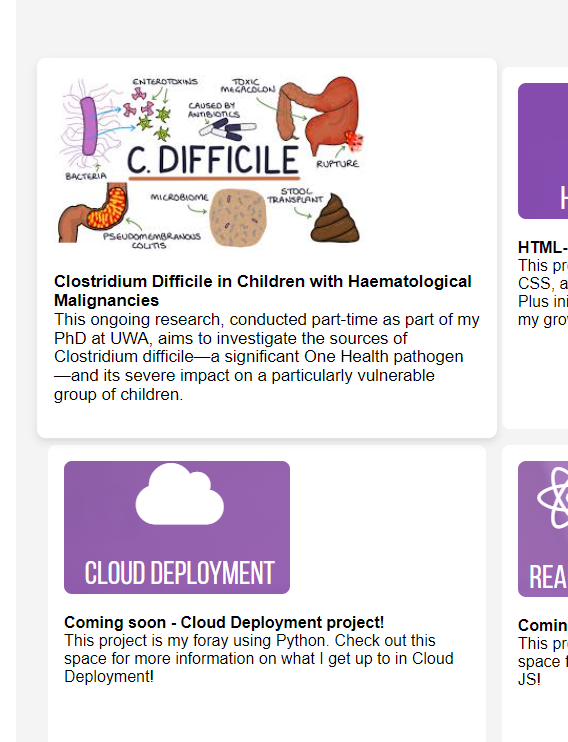 ENTEROTOXINS
TOXIC
MEGACOLON
CAUSED BY
ANTIBIOTICS
C. DIFFICILE
BACTERIA
RUPTURE
MICROBIOME
STOOL
TRANSPLANT
PSEUDOMEMBRANOUS
COLITIS
Clostridium Difficile in Children with Haematological
Malignancies
This ongoing research, conducted part-time as part of my
PhD at UWA, aims to investigate the sources of
Clostridium difficile—a significant One Health pathogen
—and its severe impact on a particularly vulnerable
group of children.
H
HTML-
This pr
CSS, a
Plus ini
my grow
CLOUD DEPLOYMENT
Coming soon - Cloud Deployment project!
This project is my foray using Python. Check out this
space for more information on what I get up to in Cloud
Deployment!
REA
Comin
This pr
space f
JS!